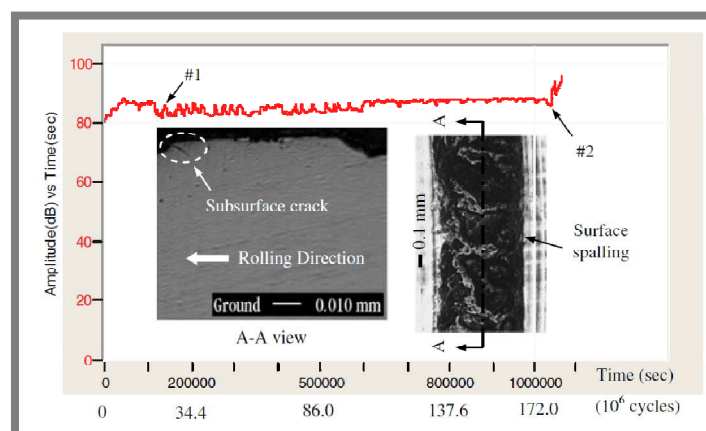 100
80
60
40
20
0
Amplitude(dB) vs Time(sec)
#1
#2
A
Subsurface crack
Rolling Direction
Ground 0.010 mm
A-A view
0.1 mm
Surface
spalling
A
0 200000 500000 800000 1000000 Time (sec)
0 34.4 86.0 137.6 172.0 (10⁶ cycles)